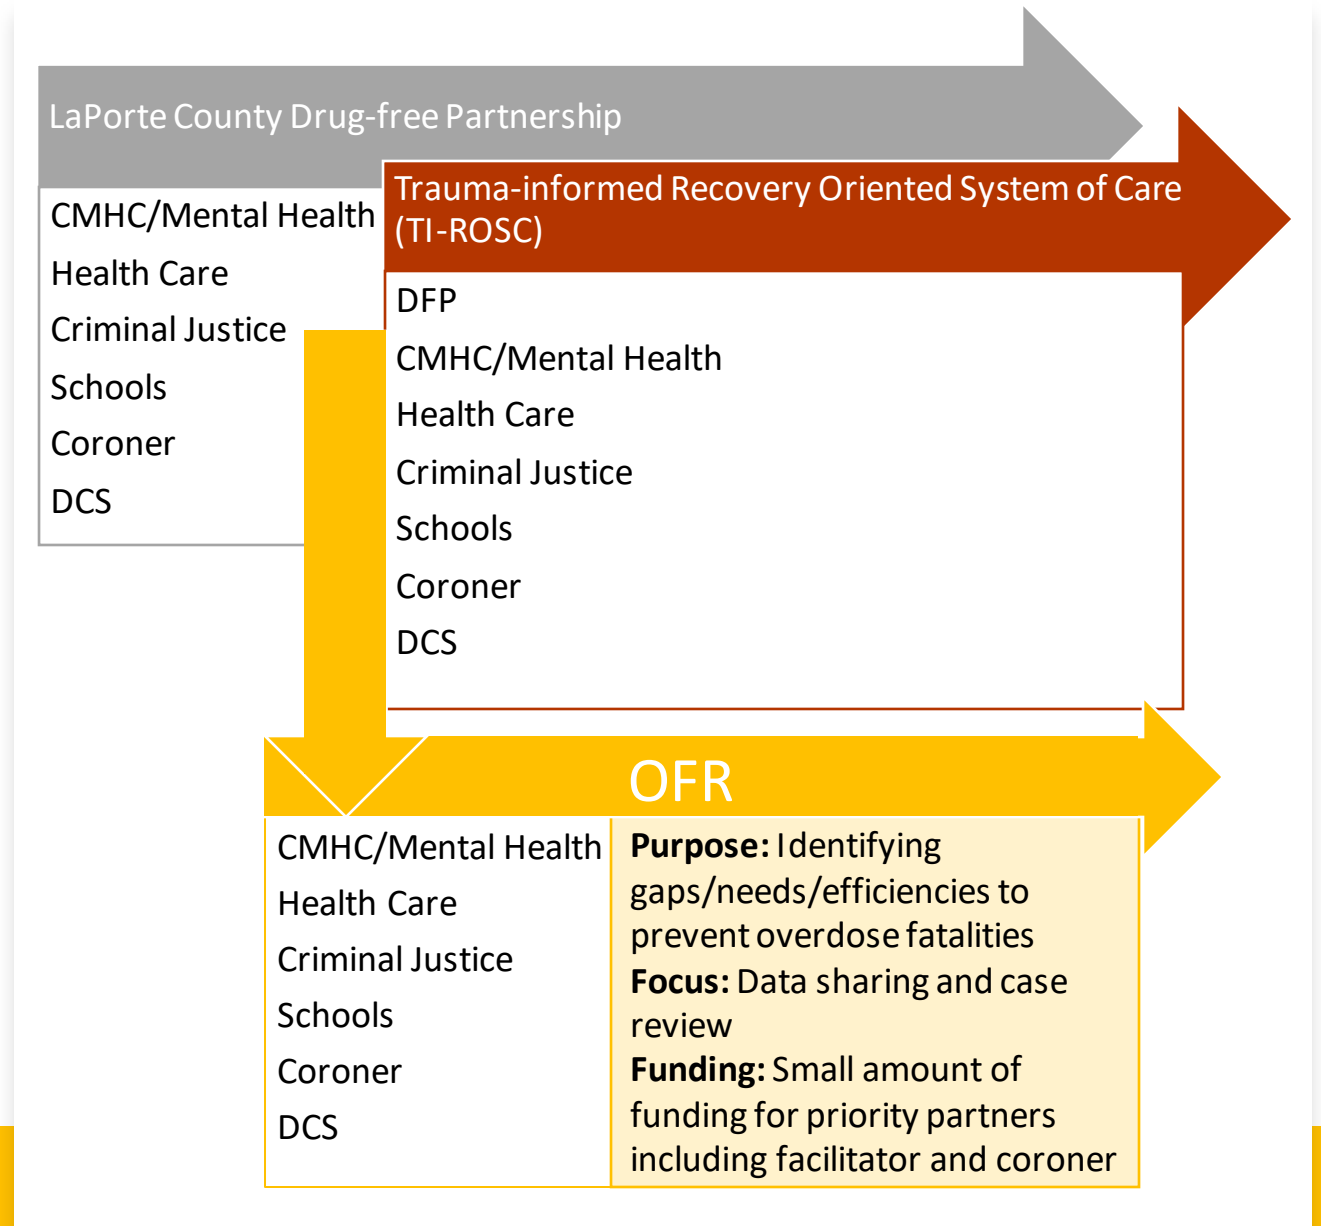 LaPorte County Drug-free Partnership
CMHC/Mental Health
Health Care
Criminal Justice
Schools
Coroner
DCS
Trauma-informed Recovery Oriented System of Care
(TI-ROSC)
DFP
CMHC/Mental Health
Health Care
Criminal Justice
Schools
Coroner
DCS
OFR
CMHC/Mental Health
Health Care
Criminal Justice
Schools
Coroner
DCS
Purpose: Identifying
gaps/needs/efficiencies to
prevent overdose fatalities
Focus: Data sharing and case
review
Funding: Small amount of
funding for priority partners
including facilitator and coroner